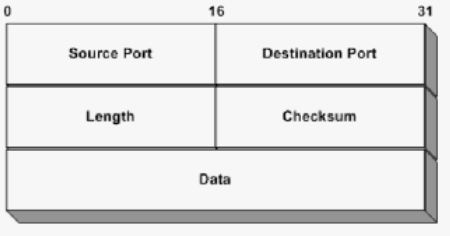 0 16 31
Source Port Destination Port
Length Checksum
Data